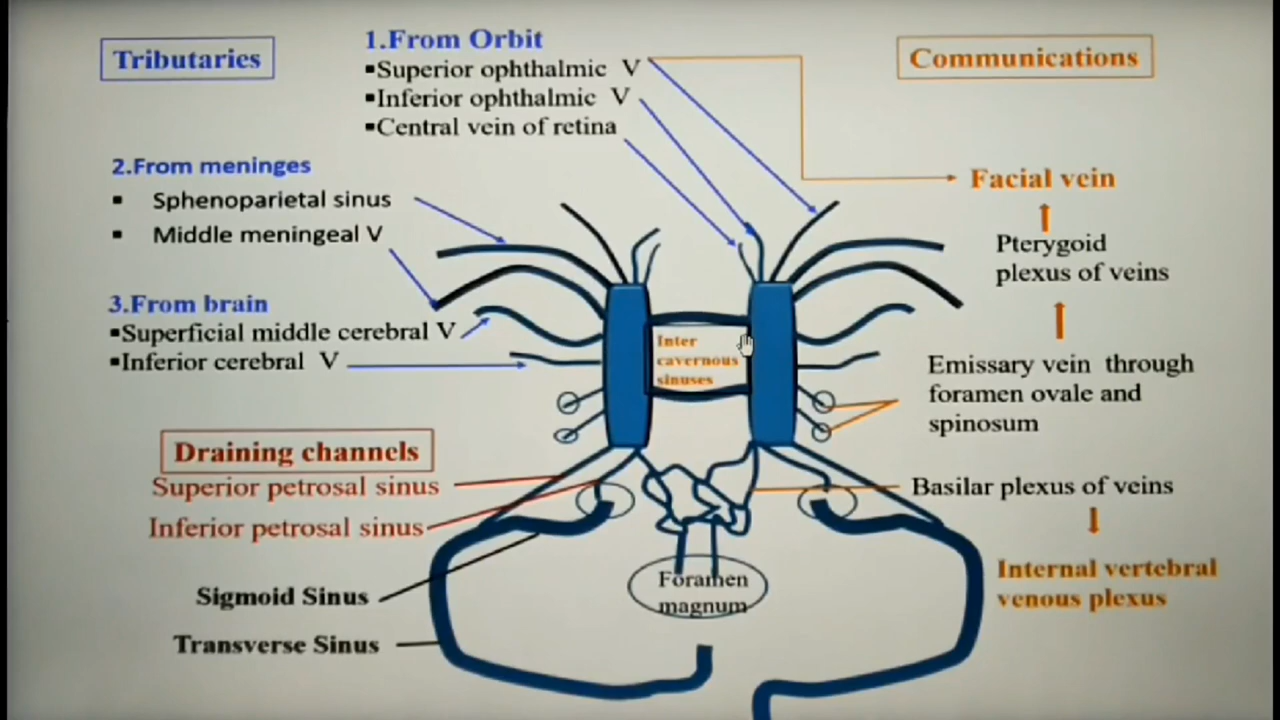 Tributaries
1.From Orbit
▪Superior ophthalmic V
▪Inferior ophthalmic V
▪Central vein of retina
Communications
2.From meninges
▪ Sphenoparietal sinus
▪ Middle meningeal V
3.From brain
▪Superficial middle cerebral V
▪Inferior cerebral V
Draining channels
Superior petrosal sinus
Inferior petrosal sinus
Sigmoid Sinus
Transverse Sinus
Inter
cavernous
sinuses
Foramen
magnum
Facial vein
Pterygoid
plexus of veins
Emissary vein through
foramen ovale and
spinosum
Basilar plexus of veins
Internal vertebral
venous plexus